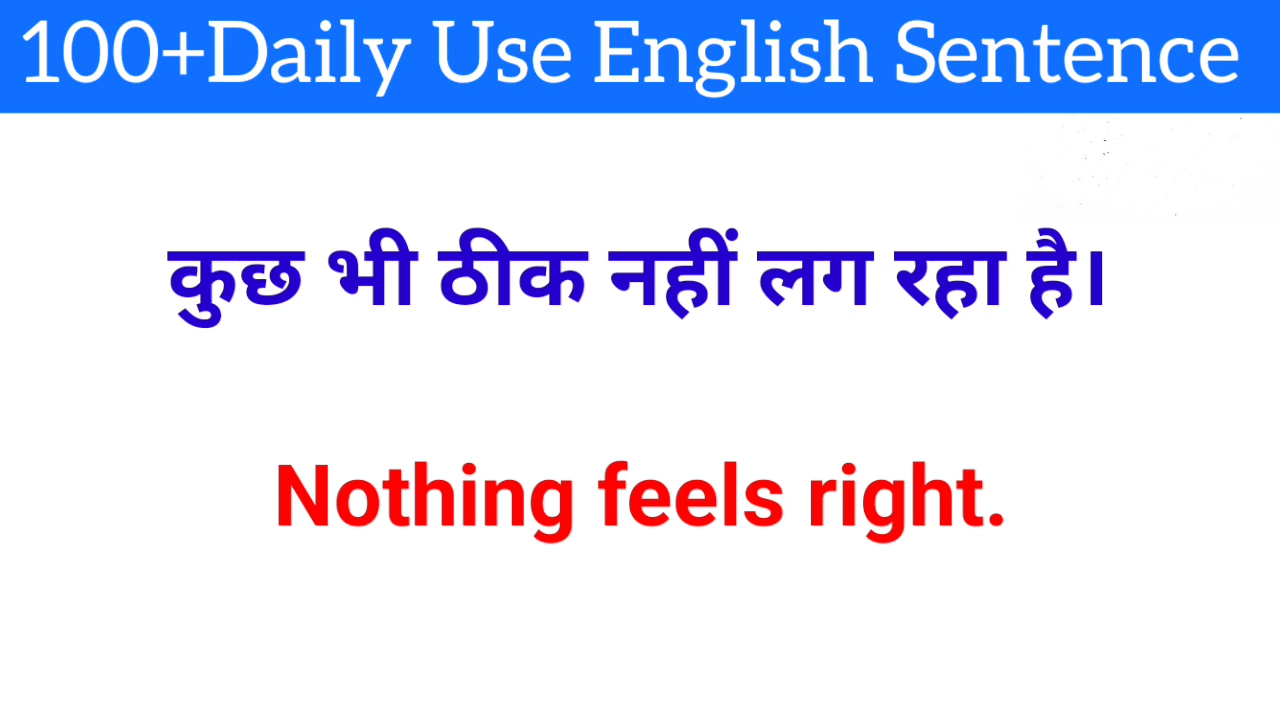 100+Daily Use English Sentence
कुछ भी ठीक नहीं लग रहा है।
Nothing feels right.